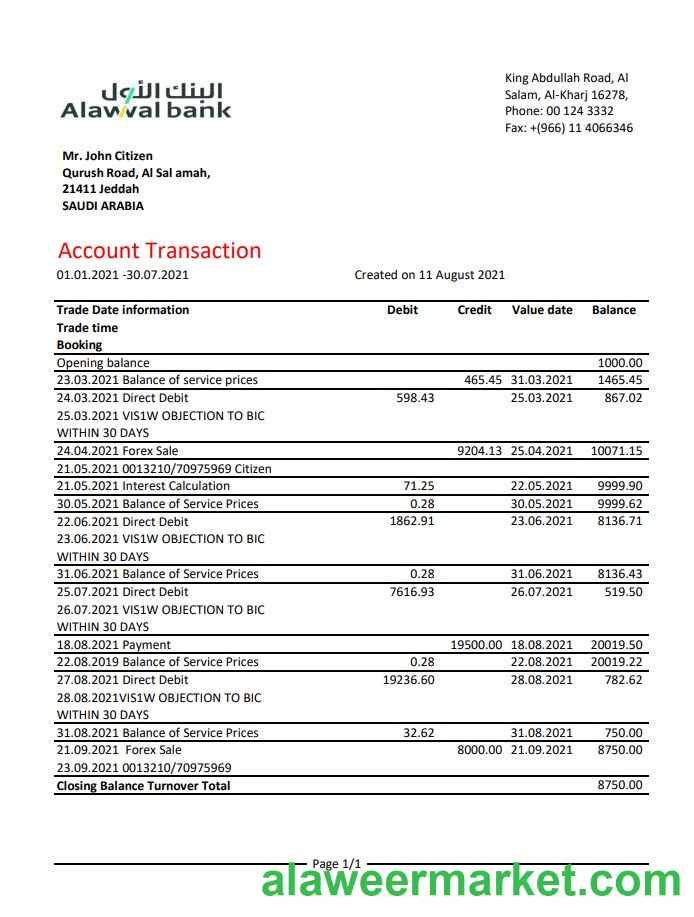 البنك الأول
Alawwal bank
King Abdullah Road, Al
Salam, Al-Kharj 16278,
Phone: 00 124 3332
Fax: +(966) 11 4066346
Mr. John Citizen
Qurush Road, Al Sal amah,
21411 Jeddah
SAUDI ARABIA
Account Transaction
01.01.2021 -30.07.2021 Created on 11 August 2021
Trade Date information Debit Credit Value date Balance
Trade time
Booking
Opening balance 1000.00
23.03.2021 Balance of service prices 465.45 31.03.2021 1465.45
24.03.2021 Direct Debit 598.43 25.03.2021 867.02
25.03.2021 VIS1W OBJECTION TO BIC
WITHIN 30 DAYS
24.04.2021 Forex Sale 9204.13 25.04.2021 10071.15
21.05.2021 0013210/70975969 Citizen
21.05.2021 Interest Calculation 71.25 22.05.2021 9999.90
30.05.2021 Balance of Service Prices 0.28 30.05.2021 9999.62
22.06.2021 Direct Debit 1862.91 23.06.2021 8136.71
23.06.2021 VIS1W OBJECTION TO BIC
WITHIN 30 DAYS
31.06.2021 Balance of Service Prices 0.28 31.06.2021 8136.43
25.07.2021 Direct Debit 7616.93 26.07.2021 519.50
26.07.2021 VIS1W OBJECTION TO BIC
WITHIN 30 DAYS
18.08.2021 Payment 19500.00 18.08.2021 20019.50
22.08.2019 Balance of Service Prices 0.28 22.08.2021 20019.22
27.08.2021 Direct Debit 19236.60 28.08.2021 782.62
28.08.2021VIS1W OBJECTION TO BIC
WITHIN 30 DAYS
31.08.2021 Balance of Service Prices 32.62 31.08.2021 750.00
21.09.2021 Forex Sale 8000.00 21.09.2021 8750.00
23.09.2021 0013210/70975969
Closing Balance Turnover Total 8750.00
Page 1/1
alaweermarket.com